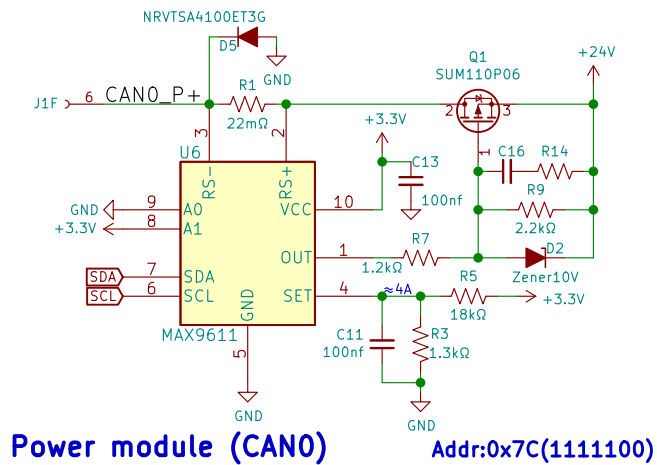 NRVTSA4100ET3G
D5
GND
Q1
SUM110P06
+24V
J1F
6
CAN0_P+
R1
22mΩ
3
2
2
3
1
+3.3V
U6
RS-
RS+
C13
100nf
GND
C16
R14
R9
2.2kΩ
GND
9
A0
VCC
10
+3.3V
8
A1
OUT
1
R7
1.2kΩ
D2
Zener10V
SDA
7
SDA
SCL
6
SCL
GND
SET
4
≈4A
R5
18kΩ
+3.3V
MAX9611
5
C11
100nf
R3
1.3kΩ
GND
GND
Power module (CAN0)
Addr:0x7C(1111100)